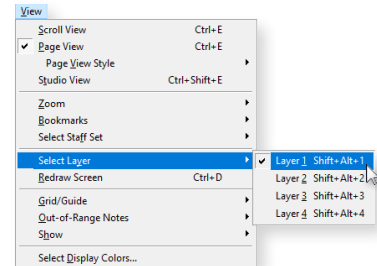 View
Scroll View Ctrl+E
Page View Ctrl+E
Page View Style
Studio View Ctrl+Shift+E
Zoom
Bookmarks
Select Staff Set
Select Layer
Layer 1 Shift+Alt+1
Redraw Screen Ctrl+D
Layer 2 Shift+Alt+2
Layer 3 Shift+Alt+3
Grid/Guide
Layer 4 Shift+Alt+4
Out-of-Range Notes
Show
Select Display Colors...